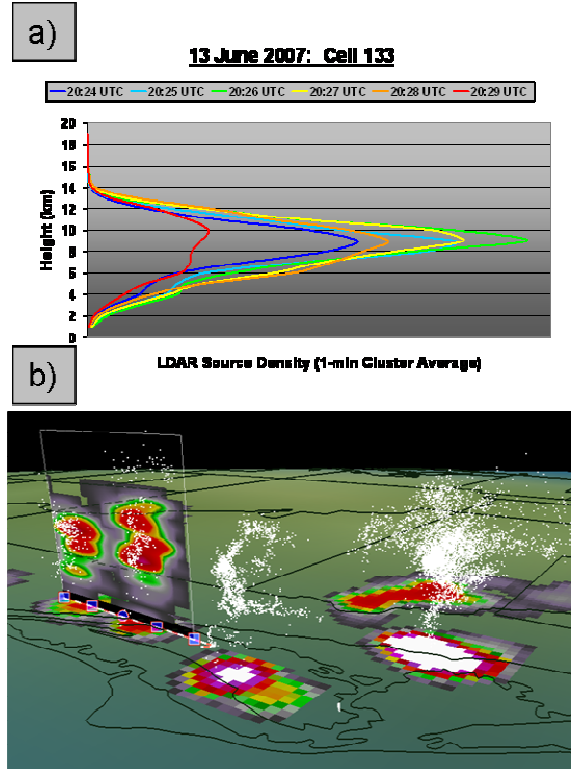 a)
13 June 2007: Cell 133
20:24 UTC 20:25 UTC 20:26 UTC 20:27 UTC 20:28 UTC 20:29 UTC
20
18
16
14
12
10
8
6
4
2
0
Height (km)
LDAR Source Density (1-min Cluster Average)
b)